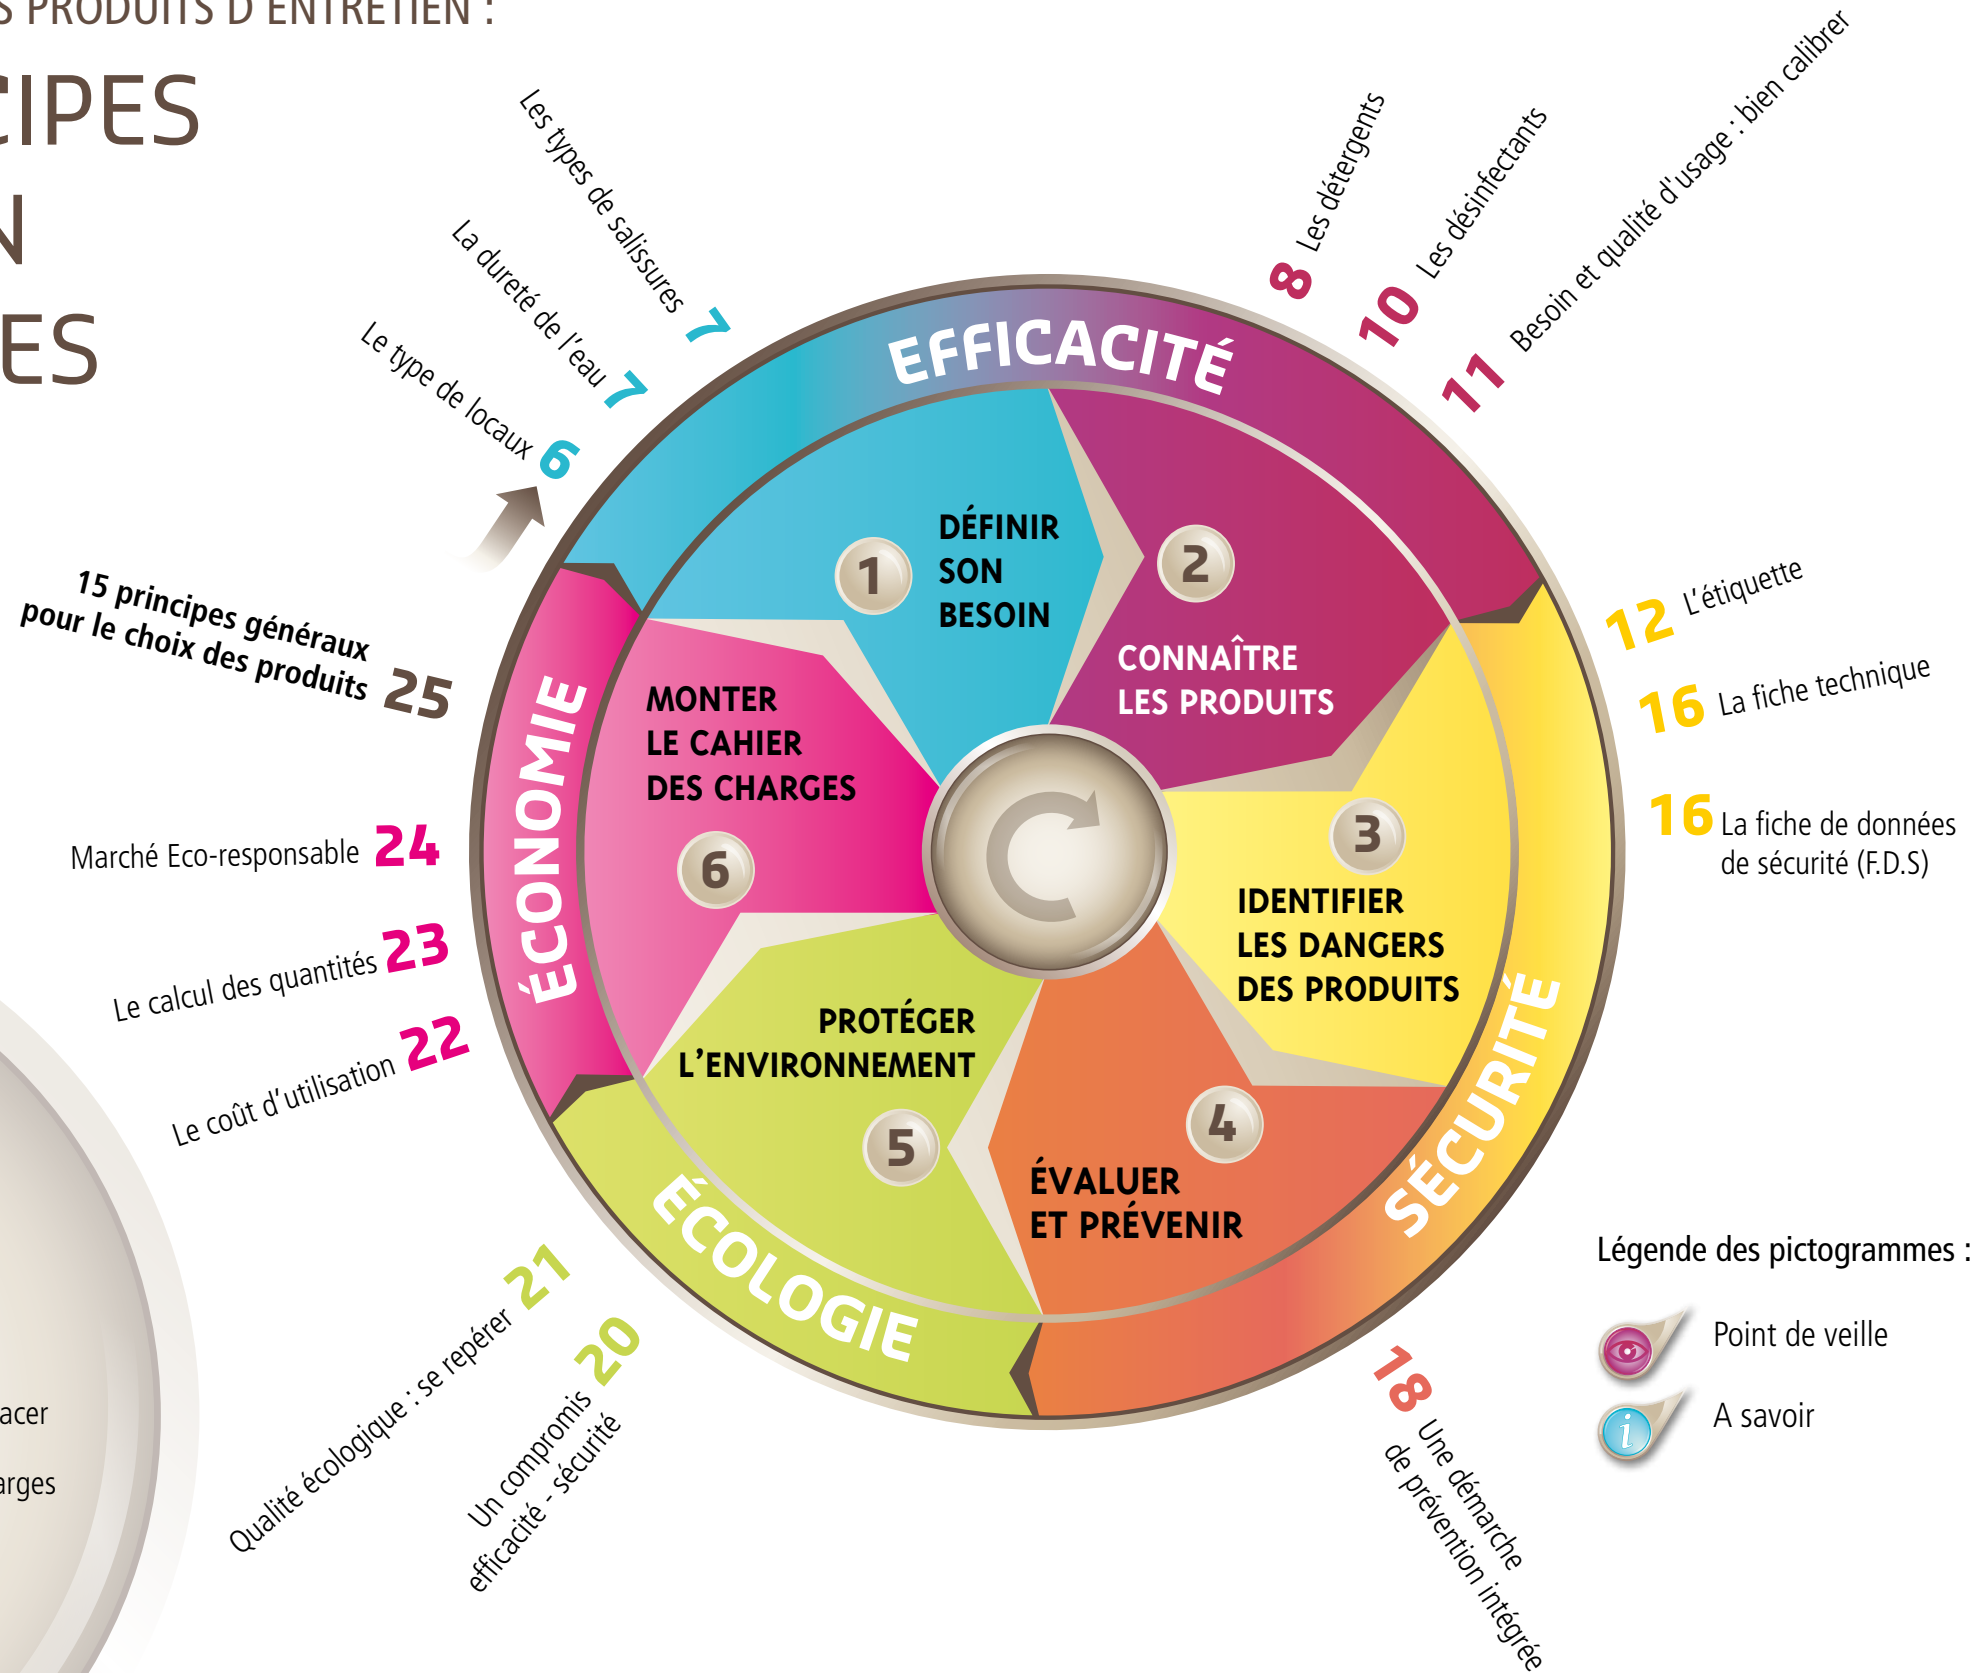 S PRODUITS D'ENTRETIEN :
CIPES
N
ES
Les types de salissures 7
La dureté de l'eau 7
Le type de locaux 6
8 Les détergents
10 Les désinfectants
11 Besoin et qualité d'usage : bien calibrer
12 L'étiquette
16 La fiche technique
16 La fiche de données
de sécurité (F.D.S)
18 Une démarche
de prévention intégrée
Un compromis 20
efficacité - sécurité
Qualité écologique : se repérer 21
Le coût d'utilisation 22
Le calcul des quantités 23
Marché Eco-responsable 24
15 principes généraux
pour le choix des produits 25
EFFICACITÉ
SÉCURITÉ
ÉCOLOGIE
ÉCONOMIE
1
DÉFINIR
SON
BESOIN
2
CONNAÎTRE
LES PRODUITS
3
IDENTIFIER
LES DANGERS
DES PRODUITS
4
ÉVALUER
ET PRÉVENIR
PROTÉGER
L'ENVIRONNEMENT
5
MONTER
LE CAHIER
DES CHARGES
6
Légende des pictogrammes :
Point de veille
i A savoir
acer
arges